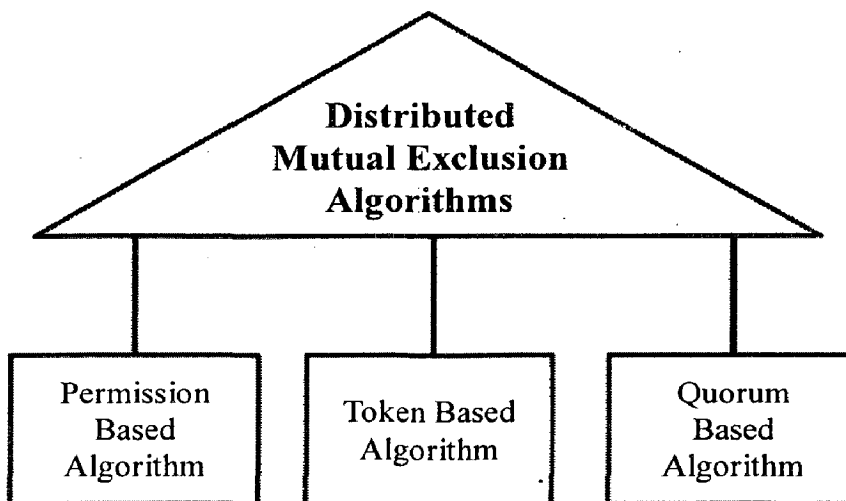 Distributed
Mutual Exclusion
Algorithms
Permission
Based
Algorithm
Token Based
Algorithm
Quorum
Based
Algorithm